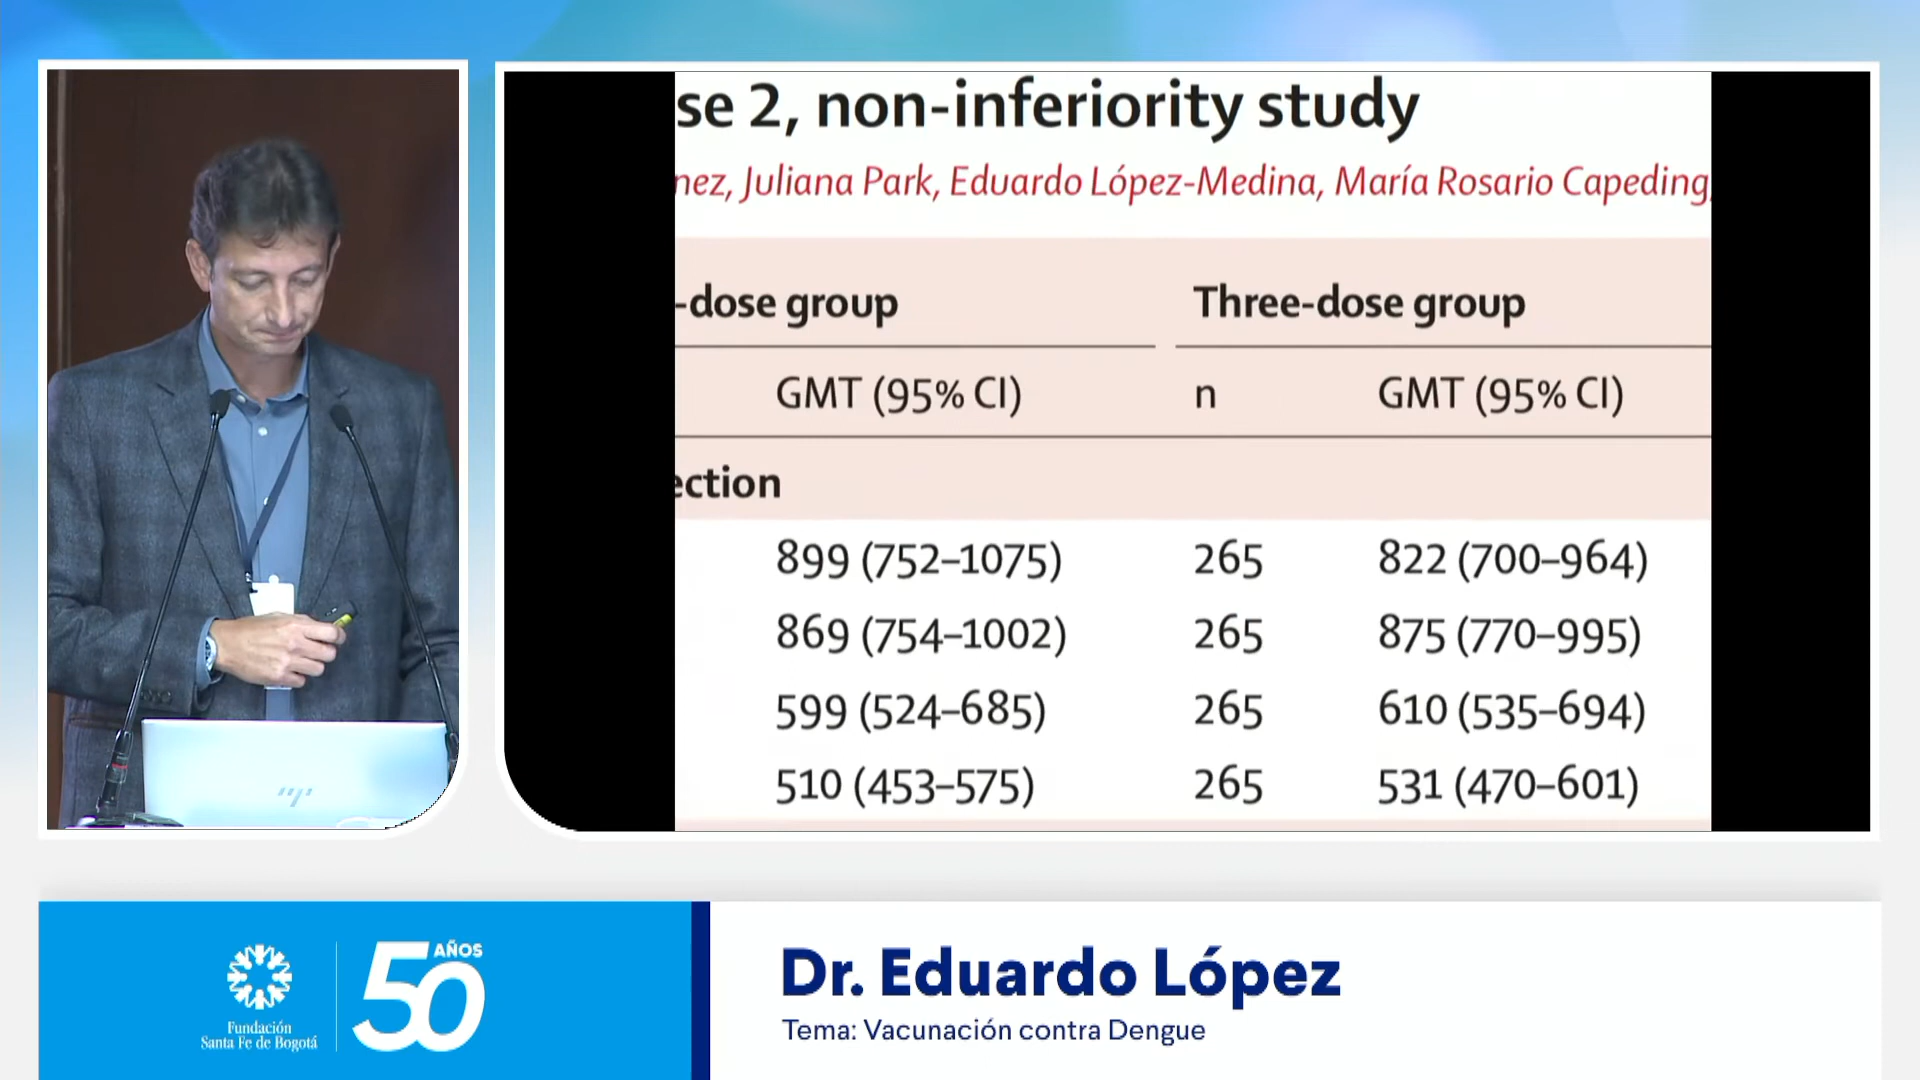 se 2, non-inferiority study
nez, Juliana Park, Eduardo López-Medina, María Rosario Capeding,
-dose group Three-dose group
GMT (95% CI) n GMT (95% CI)
ection
899 (752–1075) 265 822 (700–964)
869 (754–1002) 265 875 (770–995)
599 (524–685) 265 610 (535–694)
510 (453–575) 265 531 (470–601)
hp
Fundación
Santa Fe de Bogotá
50 AÑOS
Dr. Eduardo López
Tema: Vacunación contra Dengue